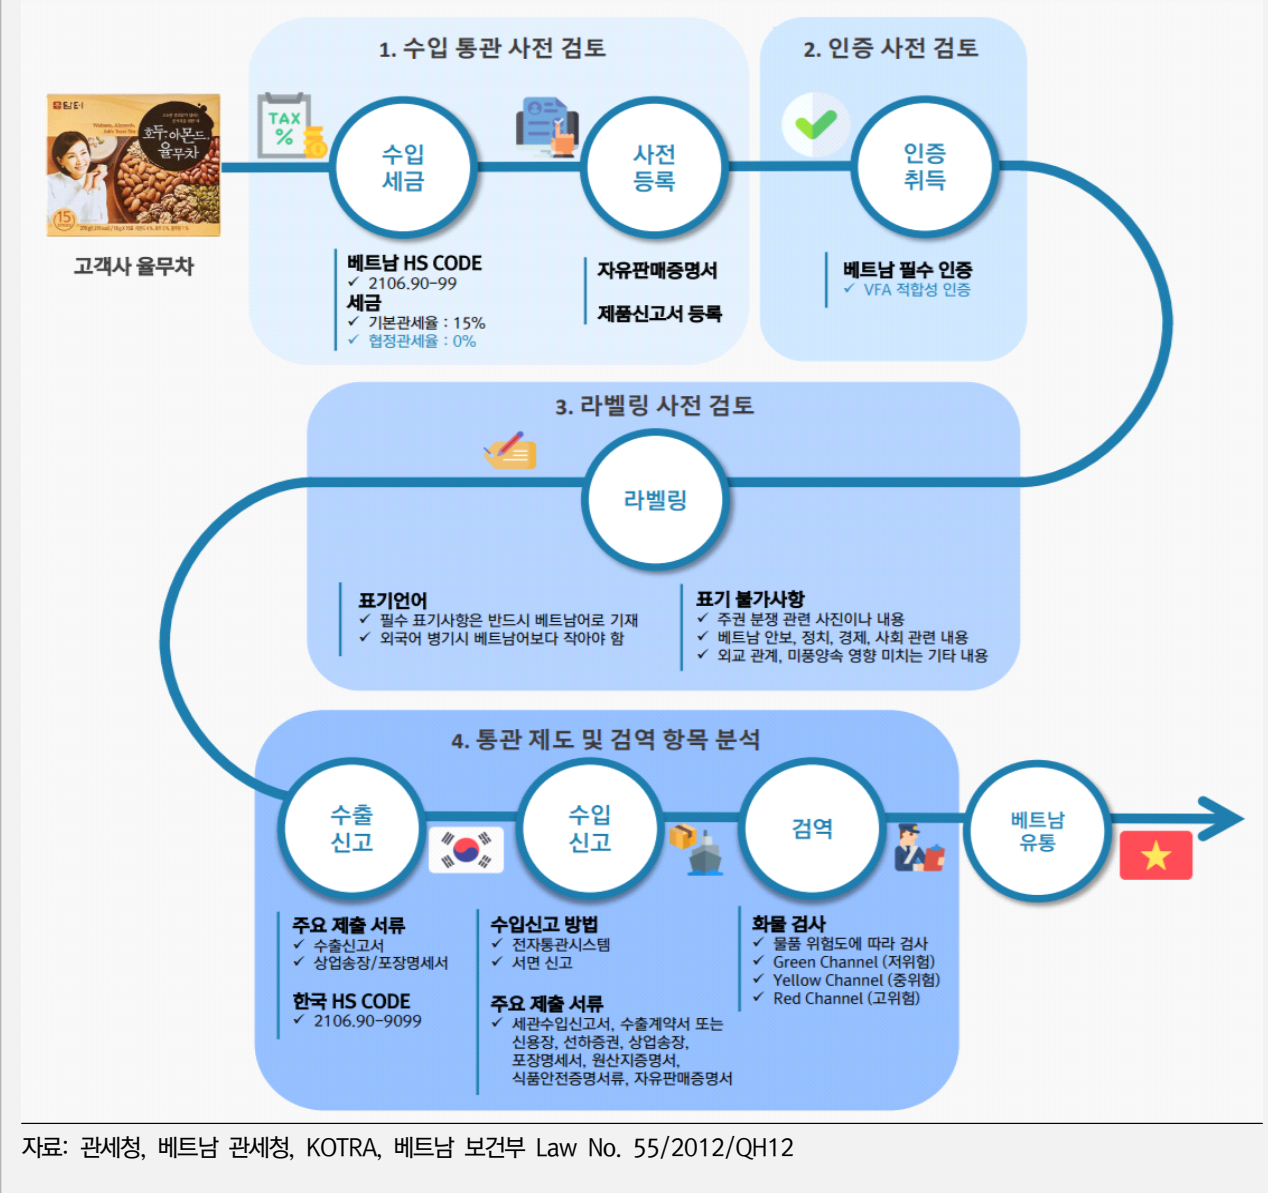 1. 수입 통관 사전 검토
2. 인증 사전 검토
담터
Walnuts, Almonds,
호두·아몬드,
율무차
15
고객사 율무차
TAX
%
수입
세금
사전
등록
인증
취득
베트남 HS CODE
✓ 2106.90-99
세금
✓ 기본관세율 : 15%
✓ 협정관세율 : 0%
자유판매증명서
제품신고서 등록
베트남 필수 인증
✓ VFA 적합성 인증
3. 라벨링 사전 검토
라벨링
표기언어
✓ 필수 표기사항은 반드시 베트남어로 기재
✓ 외국어 병기시 베트남어보다 작아야 함
표기 불가사항
✓ 주권 분쟁 관련 사진이나 내용
✓ 베트남 안보, 정치, 경제, 사회 관련 내용
✓ 외교 관계, 미풍양속 영향 미치는 기타 내용
4. 통관 제도 및 검역 항목 분석
수출
신고
수입
신고
검역
베트남
유통
주요 제출 서류
✓ 수출신고서
✓ 상업송장/포장명세서
한국 HS CODE
✓ 2106.90-9099
수입신고 방법
✓ 전자통관시스템
✓ 서면 신고
주요 제출 서류
✓ 세관수입신고서, 수출계약서 또는
신용장, 선하증권, 상업송장,
포장명세서, 원산지증명서,
식품안전증명서류, 자유판매증명서
화물 검사
✓ 물품 위험도에 따라 검사
✓ Green Channel (저위험)
✓ Yellow Channel (중위험)
✓ Red Channel (고위험)
자료: 관세청, 베트남 관세청, KOTRA, 베트남 보건부 Law No. 55/2012/QH12